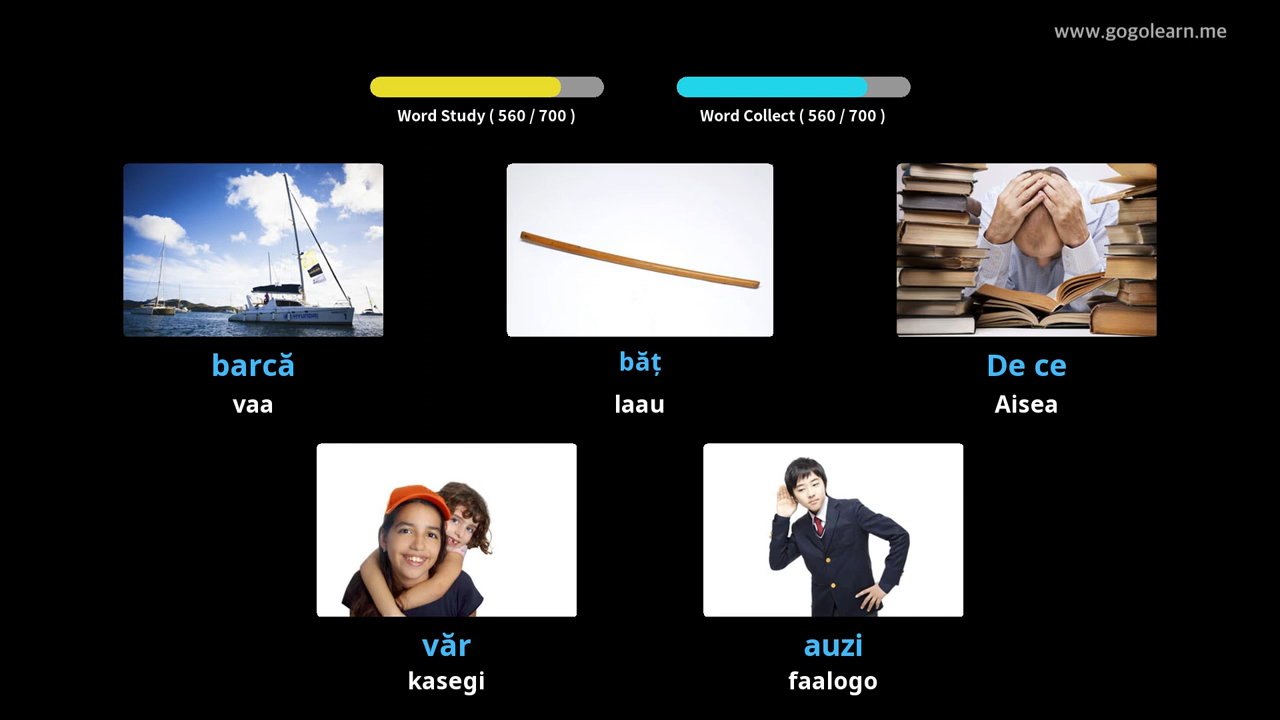 www.gogolearn.me
Word Study ( 560 / 700 )
Word Collect ( 560 / 700 )
barcă
băț
De ce
vaa
laau
Aisea
văr
auzi
kasegi
faalogo